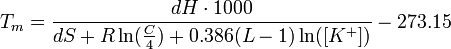 T_m = \frac{dH \cdot 1000}{dS + R \ln(\frac{C}{4}) + 0.386(L - 1) \ln([K^+])} - 273.15